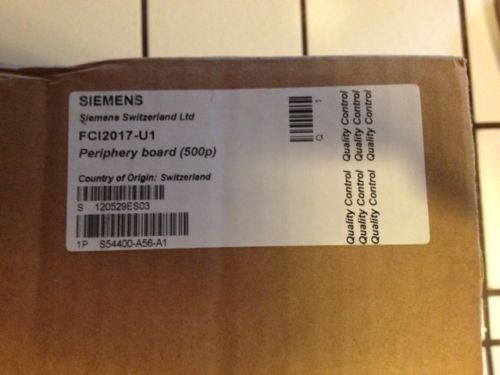 SIEMENS
Siemens Switzerland Ltd
FCI2017-U1
Periphery board (500p)
Country of Origin: Switzerland
S 120529ES03
1P S54400-A56-A1
Q 1
Quality Control Quality Control
Quality Control Quality Control
Quality Control Quality Control